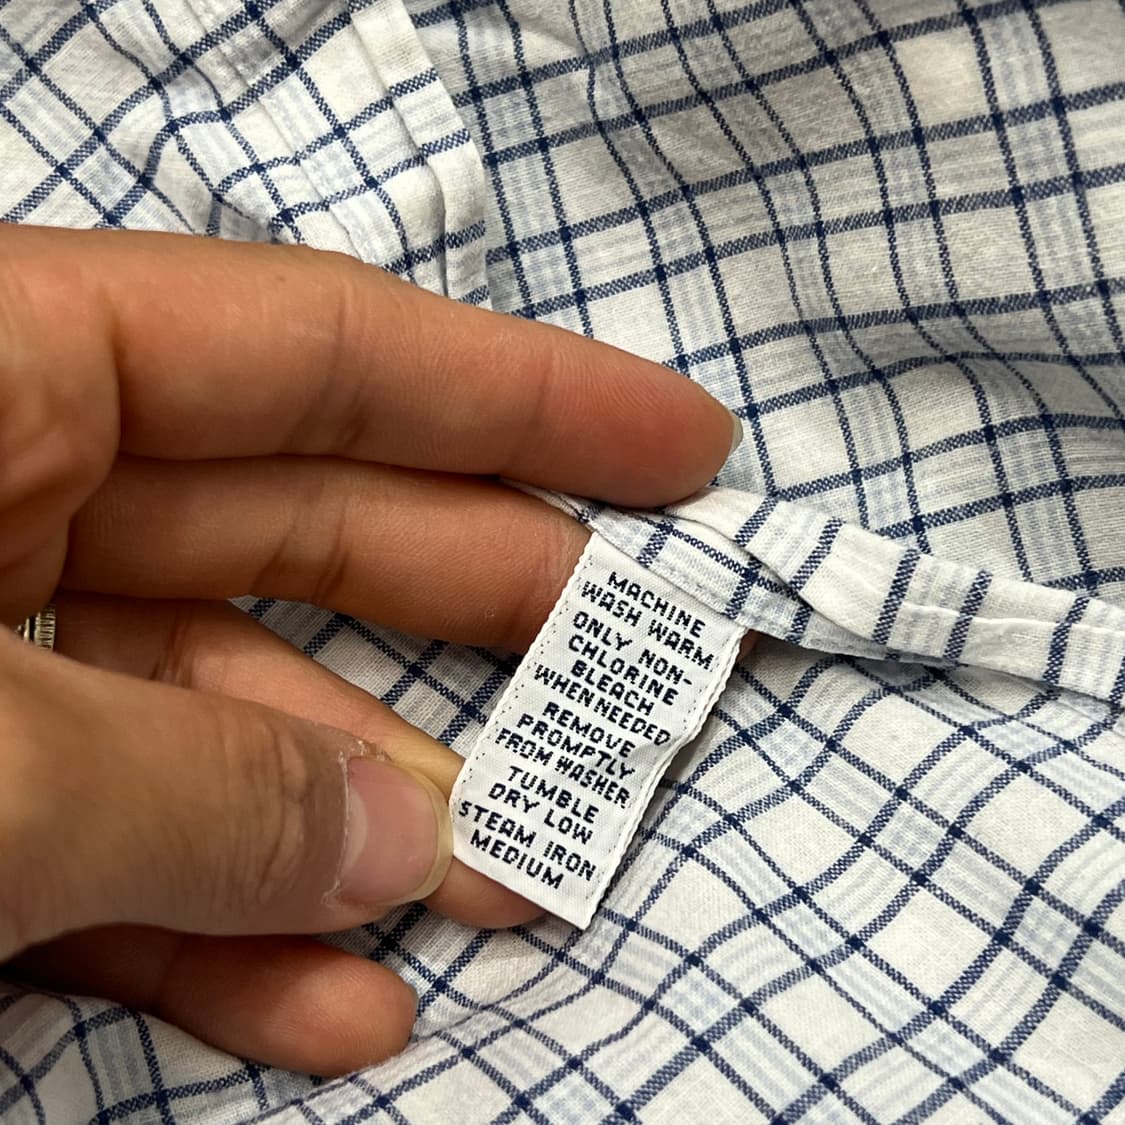 MACHINE
WASH WARM
ONLY NON-
CHLORINE
BLEACH
WHEN NEEDED
REMOVE
PROMPTLY
FROM WASHER
TUMBLE
DRY LOW
STEAM IRON
MEDIUM